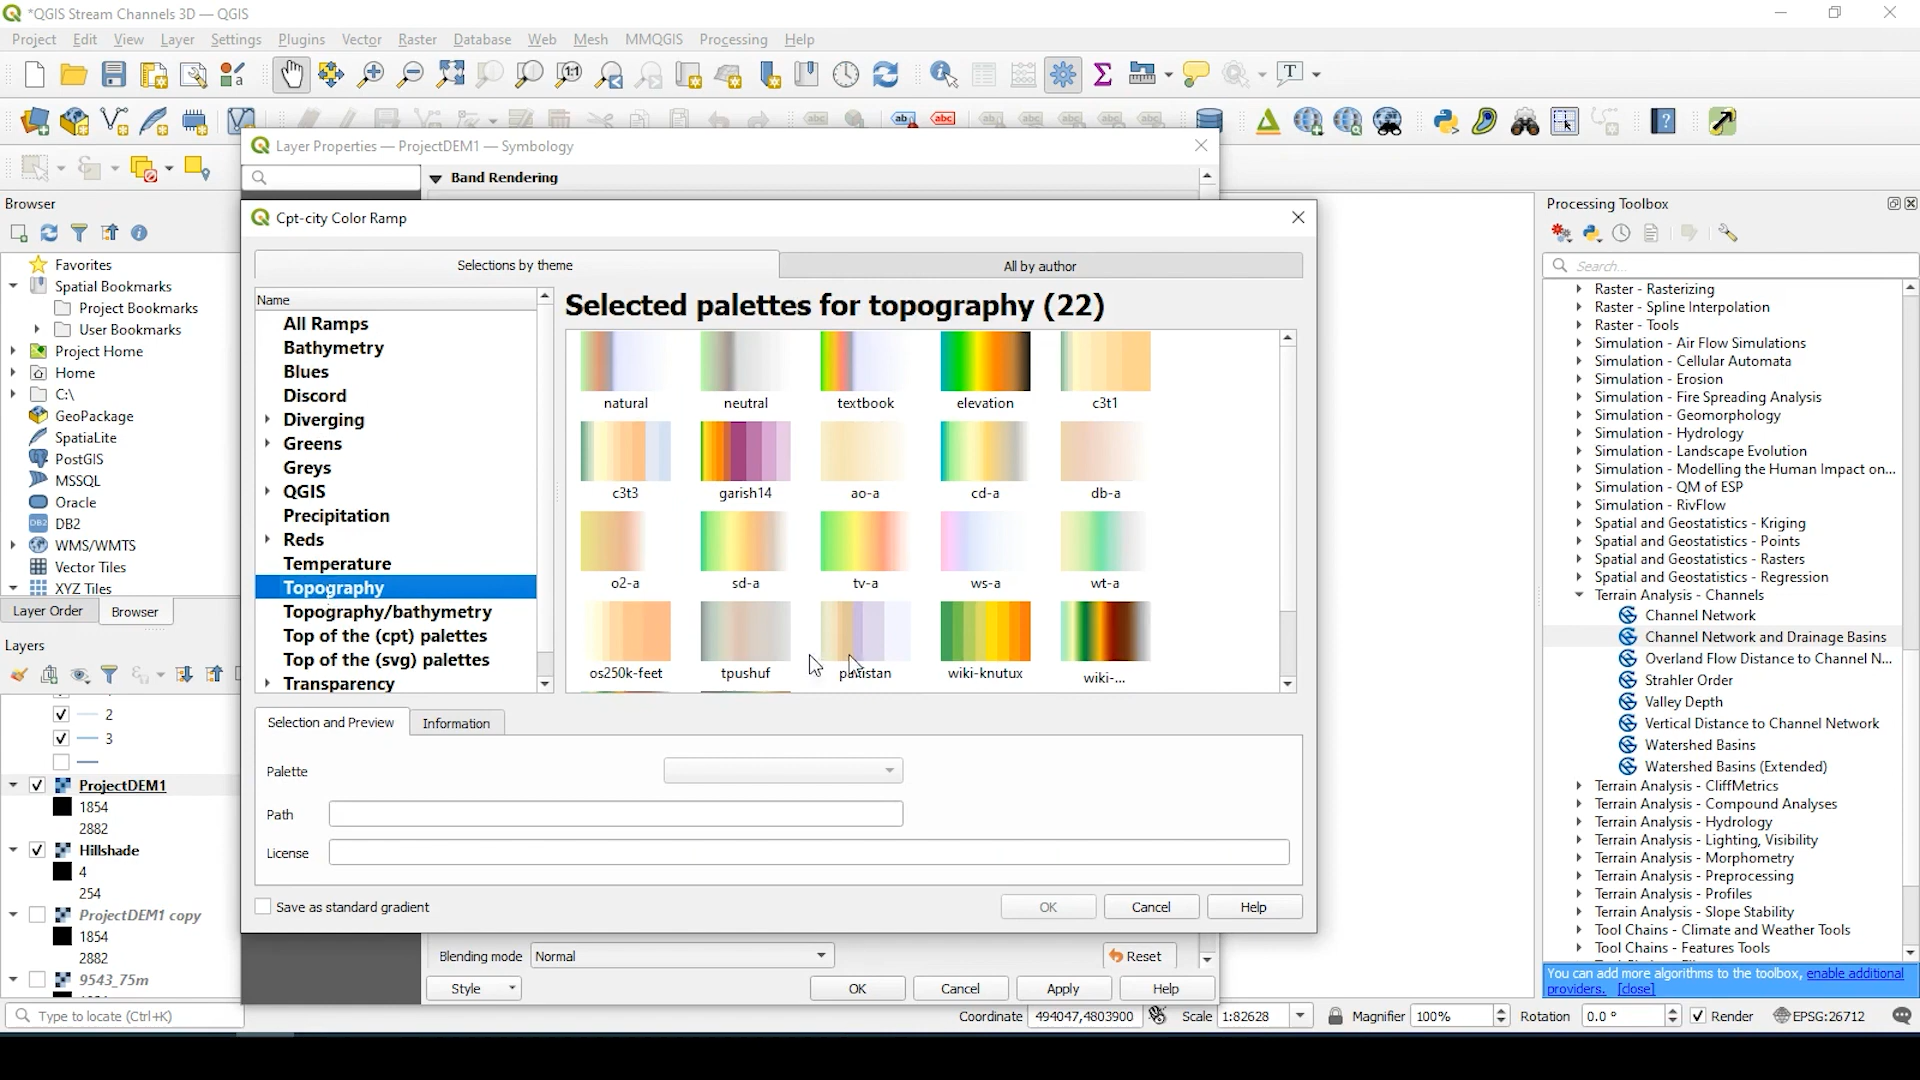 *QGIS Stream Channels 3D — QGIS
Project Edit View Layer Settings Plugins Vector Raster Database Web Mesh MMQGIS Processing Help
Layer Properties — ProjectDEM1 — Symbology
Band Rendering
Cpt-city Color Ramp
Selections by theme
All by author
Name
All Ramps
Bathymetry
Blues
Discord
Diverging
Greens
Greys
QGIS
Precipitation
Reds
Temperature
Topography
Topography/bathymetry
Top of the (cpt) palettes
Top of the (svg) palettes
Transparency
Selected palettes for topography (22)
natural neutral textbook elevation c3t1
c3t3 garish14 ao-a cd-a db-a
o2-a sd-a tv-a ws-a wt-a
os250k-feet tpushuf pakistan wiki-knutux wiki-...
Selection and Preview
Information
Palette
Path
License
Save as standard gradient
OK Cancel Help
Blending mode Normal Reset
Style OK Cancel Apply Help
Browser
Favorites
Spatial Bookmarks
Project Bookmarks
User Bookmarks
Project Home
Home
C:\
GeoPackage
SpatiaLite
PostGIS
MSSQL
Oracle
DB2
WMS/WMTS
Vector Tiles
XYZ Tiles
Layer Order Browser
Layers
2
3
ProjectDEM1
1854
2882
Hillshade
4
254
ProjectDEM1 copy
1854
2882
9543_75m
Processing Toolbox
Search...
Raster - Rasterizing
Raster - Spline Interpolation
Raster - Tools
Simulation - Air Flow Simulations
Simulation - Cellular Automata
Simulation - Erosion
Simulation - Fire Spreading Analysis
Simulation - Geomorphology
Simulation - Hydrology
Simulation - Landscape Evolution
Simulation - Modelling the Human Impact on...
Simulation - QM of ESP
Simulation - RivFlow
Spatial and Geostatistics - Kriging
Spatial and Geostatistics - Points
Spatial and Geostatistics - Rasters
Spatial and Geostatistics - Regression
Terrain Analysis - Channels
Channel Network
Channel Network and Drainage Basins
Overland Flow Distance to Channel N...
Strahler Order
Valley Depth
Vertical Distance to Channel Network
Watershed Basins
Watershed Basins (Extended)
Terrain Analysis - CliffMetrics
Terrain Analysis - Compound Analyses
Terrain Analysis - Hydrology
Terrain Analysis - Lighting, Visibility
Terrain Analysis - Morphometry
Terrain Analysis - Preprocessing
Terrain Analysis - Profiles
Terrain Analysis - Slope Stability
Tool Chains - Climate and Weather Tools
Tool Chains - Features Tools
You can add more algorithms to the toolbox, enable additional
providers. [close]
Type to locate (Ctrl+K)
Coordinate 494047,4803900 Scale 1:82628 Magnifier 100% Rotation 0.0 ° Render EPSG:26712